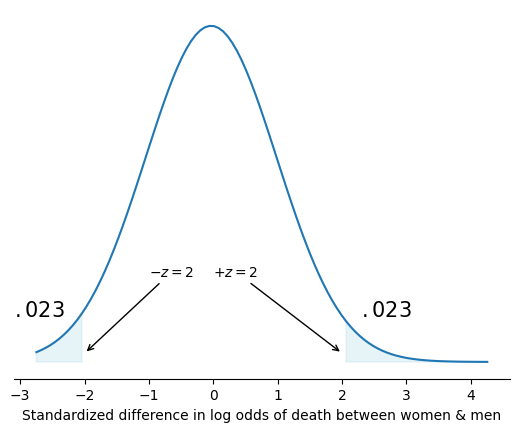 −z = 2 +z = 2
.023 .023
−3 −2 −1 0 1 2 3 4
Standardized difference in log odds of death between women & men